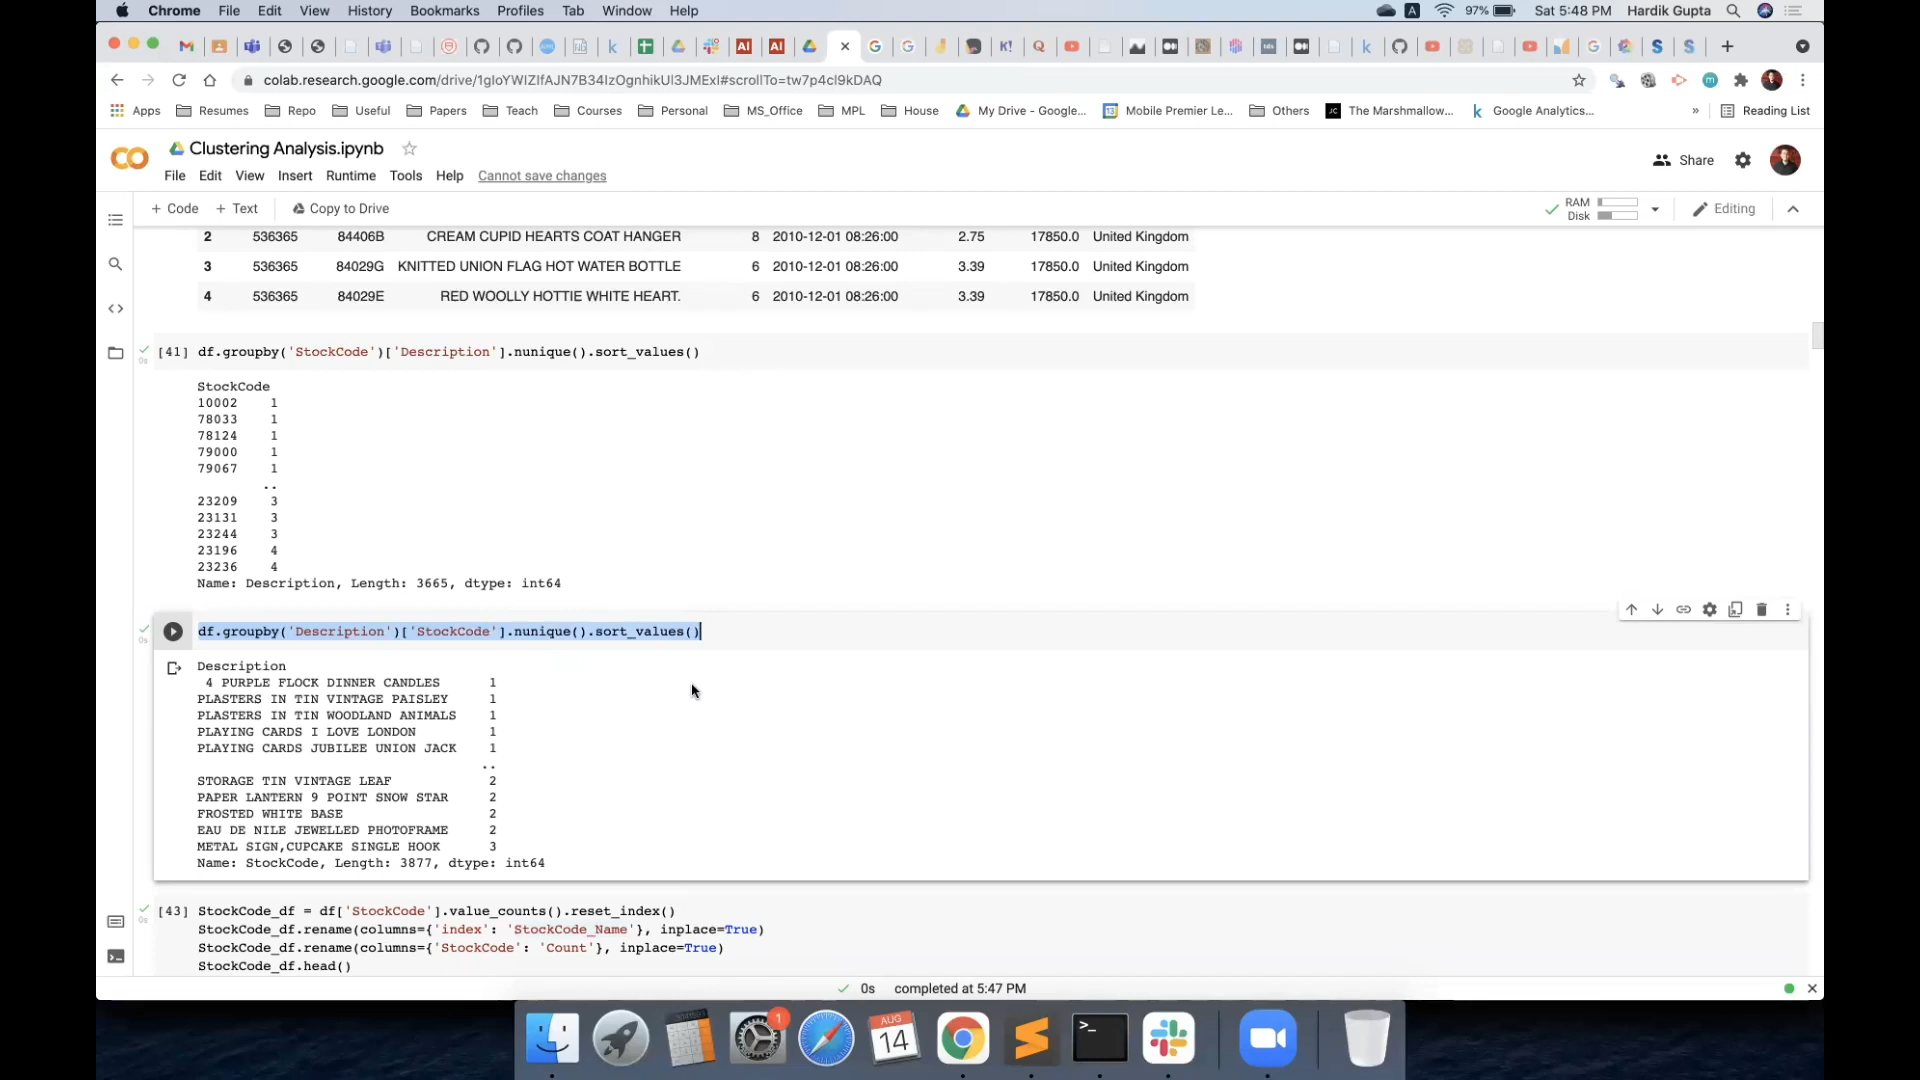 Chrome File Edit View History Bookmarks Profiles Tab Window Help
A 97% Sat 5:48 PM Hardik Gupta
colab.research.google.com/drive/1gIoYWIZIfAJN7B34IzOgnhikUl3JMExI#scrollTo=tw7p4cl9kDAQ
Apps Resumes Repo Useful Papers Teach Courses Personal MS_Office MPL House My Drive - Google... Mobile Premier Le... Others The Marshmallow... Google Analytics... » Reading List
Clustering Analysis.ipynb
Share
File Edit View Insert Runtime Tools Help Cannot save changes
+ Code + Text Copy to Drive
RAM
Disk
Editing
2 536365 84406B CREAM CUPID HEARTS COAT HANGER 8 2010-12-01 08:26:00 2.75 17850.0 United Kingdom
3 536365 84029G KNITTED UNION FLAG HOT WATER BOTTLE 6 2010-12-01 08:26:00 3.39 17850.0 United Kingdom
4 536365 84029E RED WOOLLY HOTTIE WHITE HEART. 6 2010-12-01 08:26:00 3.39 17850.0 United Kingdom
[41] df.groupby('StockCode')['Description'].nunique().sort_values()
0s
StockCode
10002 1
78033 1
78124 1
79000 1
79067 1
..
23209 3
23131 3
23244 3
23196 4
23236 4
Name: Description, Length: 3665, dtype: int64
df.groupby('Description')['StockCode'].nunique().sort_values()
0s
Description
4 PURPLE FLOCK DINNER CANDLES 1
PLASTERS IN TIN VINTAGE PAISLEY 1
PLASTERS IN TIN WOODLAND ANIMALS 1
PLAYING CARDS I LOVE LONDON 1
PLAYING CARDS JUBILEE UNION JACK 1
..
STORAGE TIN VINTAGE LEAF 2
PAPER LANTERN 9 POINT SNOW STAR 2
FROSTED WHITE BASE 2
EAU DE NILE JEWELLED PHOTOFRAME 2
METAL SIGN,CUPCAKE SINGLE HOOK 3
Name: StockCode, Length: 3877, dtype: int64
[43] StockCode_df = df['StockCode'].value_counts().reset_index()
0s
StockCode_df.rename(columns={'index': 'StockCode_Name'}, inplace=True)
StockCode_df.rename(columns={'StockCode': 'Count'}, inplace=True)
StockCode_df.head()
0s completed at 5:47 PM
1
AUG
14